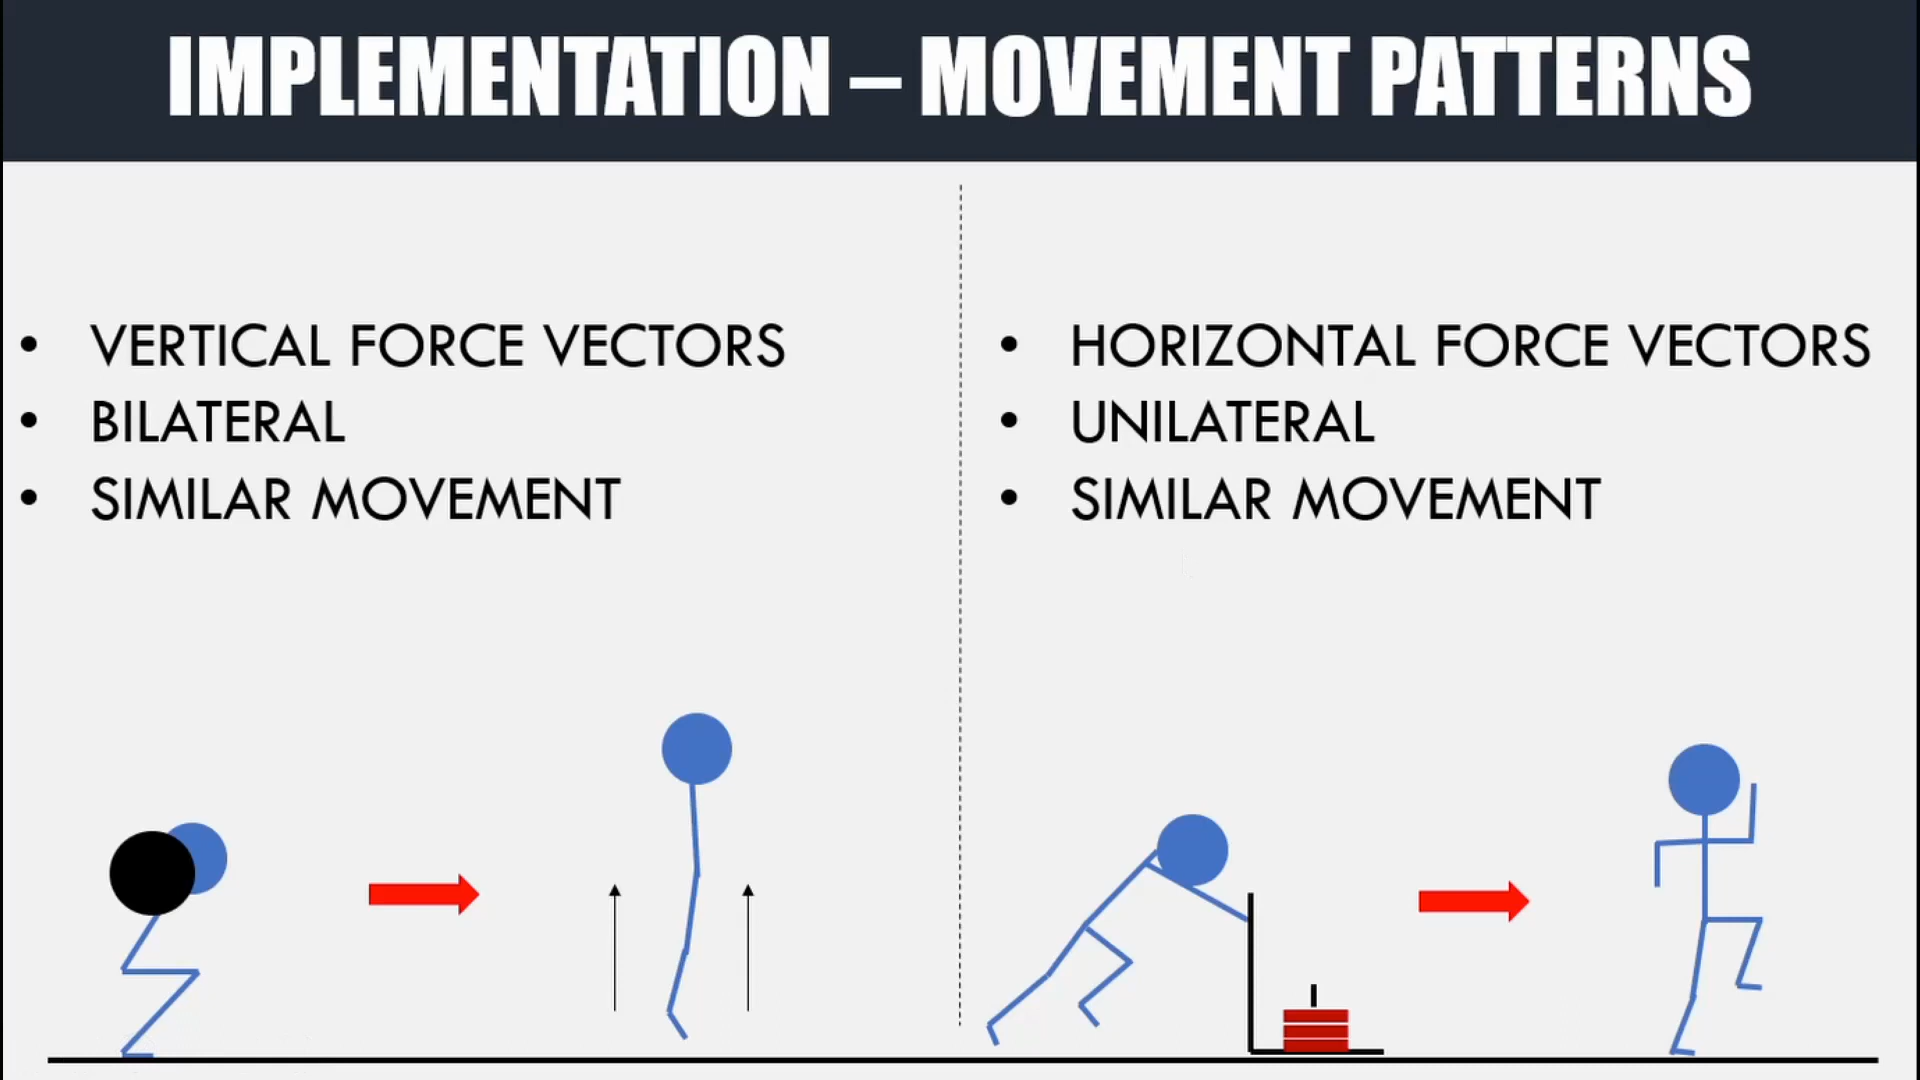 IMPLEMENTATION – MOVEMENT PATTERNS
• VERTICAL FORCE VECTORS
• BILATERAL
• SIMILAR MOVEMENT
• HORIZONTAL FORCE VECTORS
• UNILATERAL
• SIMILAR MOVEMENT